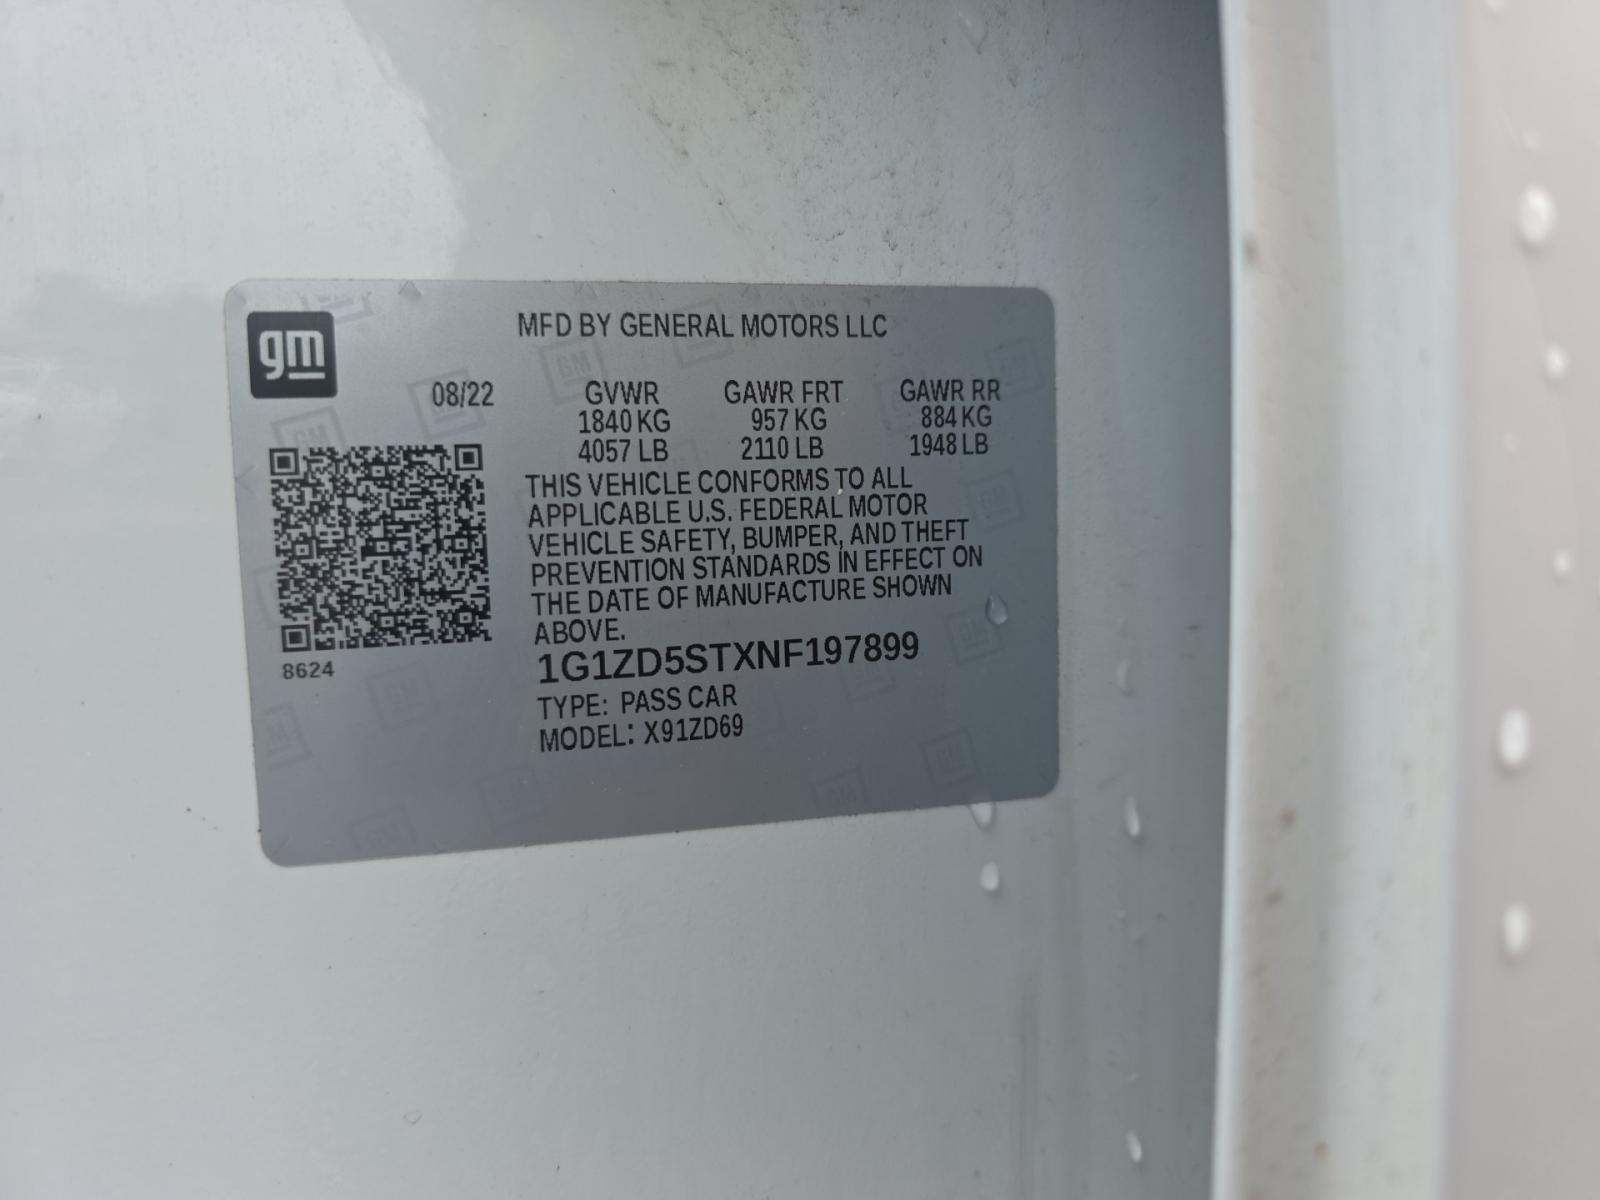 gm
MFD BY GENERAL MOTORS LLC
08/22 GVWR GAWR FRT GAWR RR
1840 KG 957 KG 884 KG
4057 LB 2110 LB 1948 LB
THIS VEHICLE CONFORMS TO ALL
APPLICABLE U.S. FEDERAL MOTOR
VEHICLE SAFETY, BUMPER, AND THEFT
PREVENTION STANDARDS IN EFFECT ON
THE DATE OF MANUFACTURE SHOWN
ABOVE.
8624
1G1ZD5STXNF197899
TYPE: PASS CAR
MODEL: X91ZD69